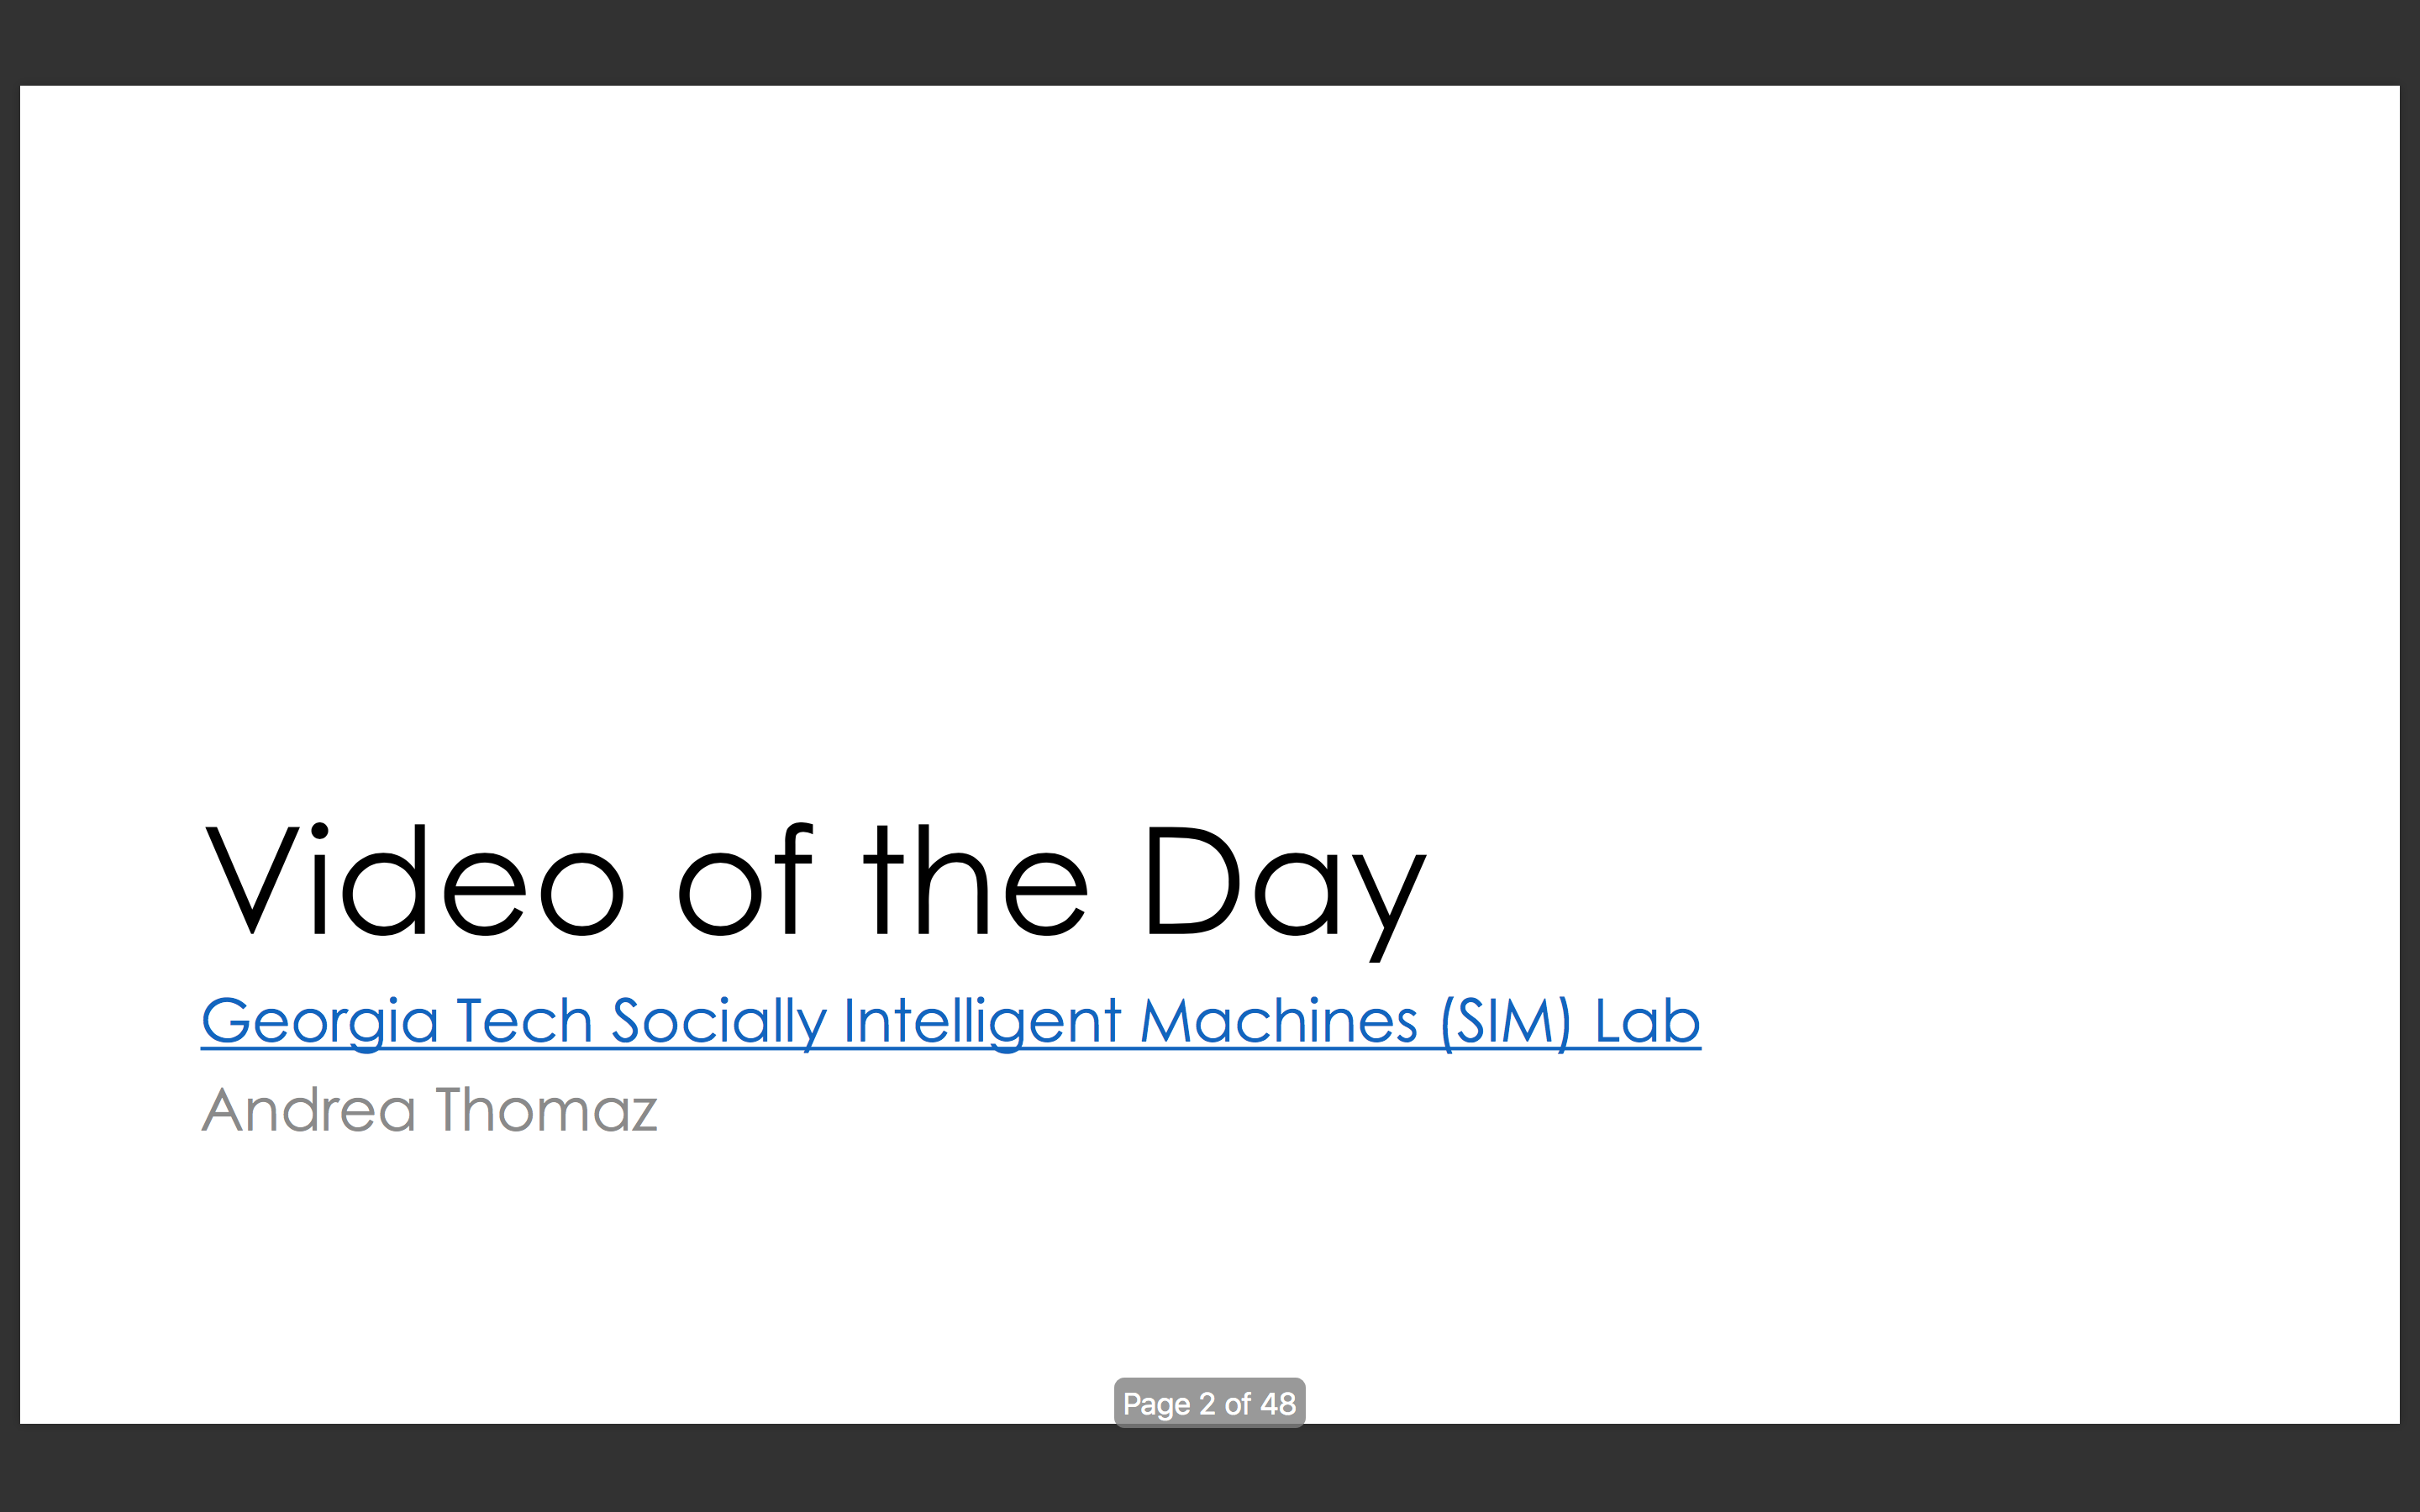 Video of the Day
Georgia Tech Socially Intelligent Machines (SIM) Lab
Andrea Thomaz
Page 2 of 48